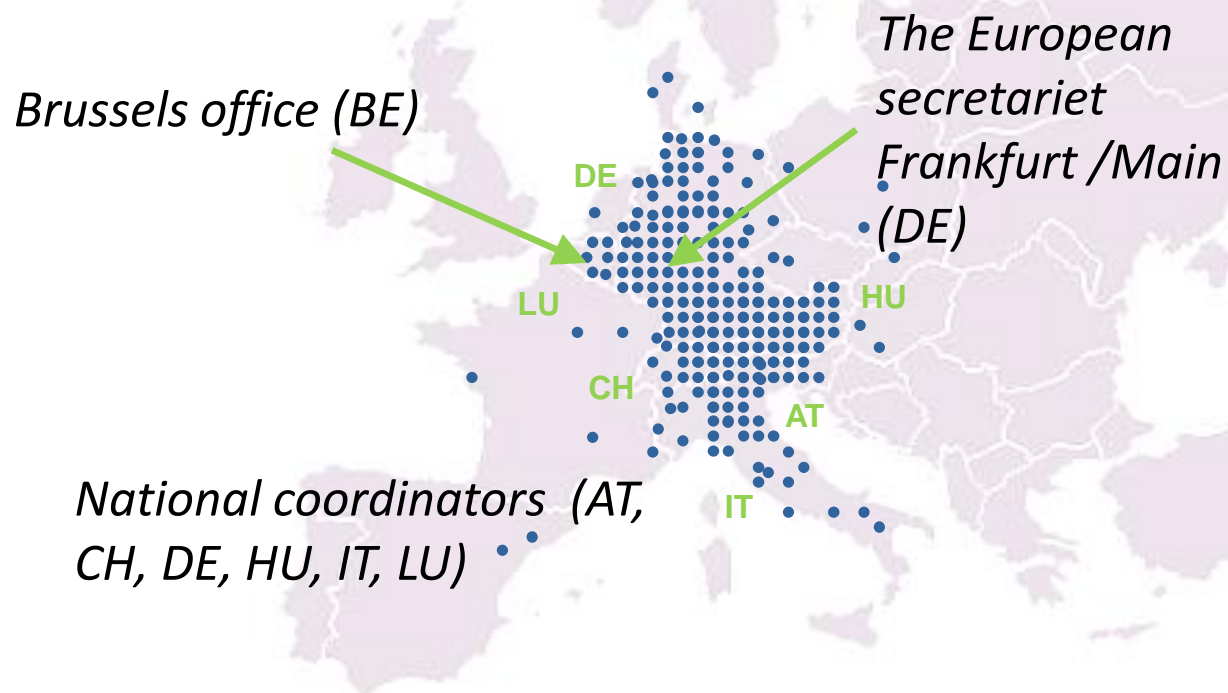 The European
secretariet
Frankfurt /Main
(DE)
Brussels office (BE)
DE
LU
HU
CH
AT
IT
National coordinators  (AT,
CH, DE, HU, IT, LU)